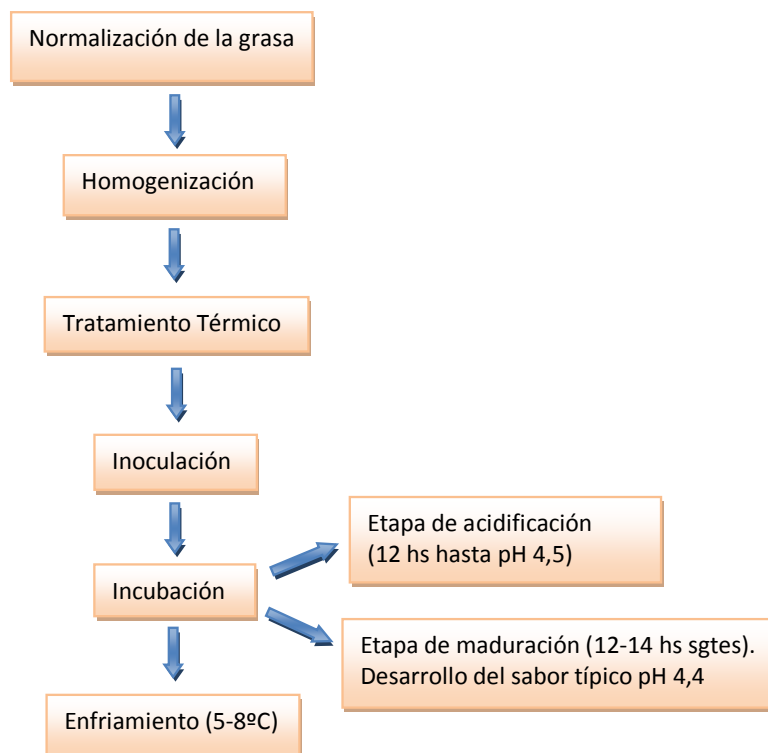 Normalización de la grasa
Homogenización
Tratamiento Térmico
Inoculación
Incubación
Etapa de acidificación
(12 hs hasta pH 4,5)
Etapa de maduración (12-14 hs sgtes).
Desarrollo del sabor típico pH 4,4
Enfriamiento (5-8ºC)